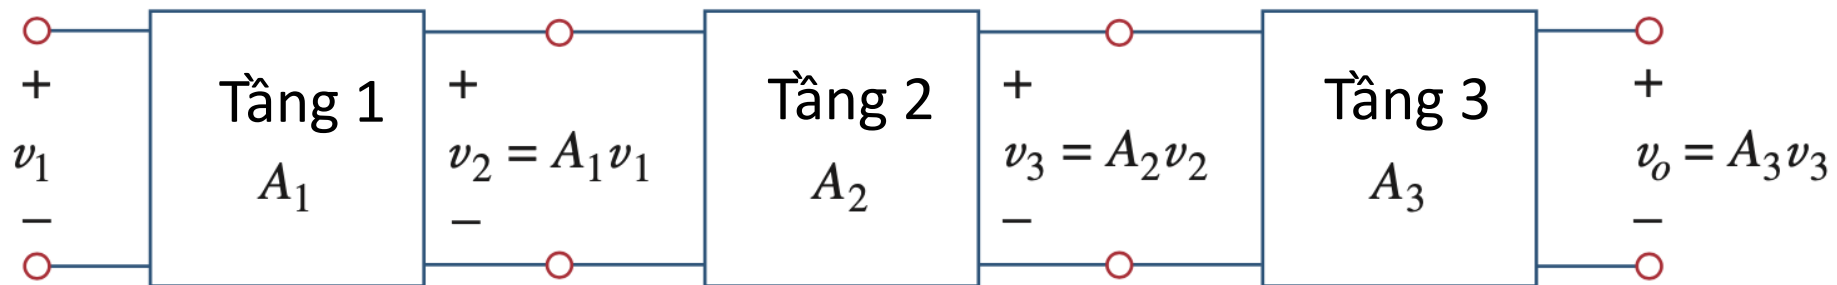 +
v₁
−
Tầng 1
A₁
+
v₂ = A₁v₁
−
Tầng 2
A₂
+
v₃ = A₂v₂
−
Tầng 3
A₃
+
vₒ = A₃v₃
−